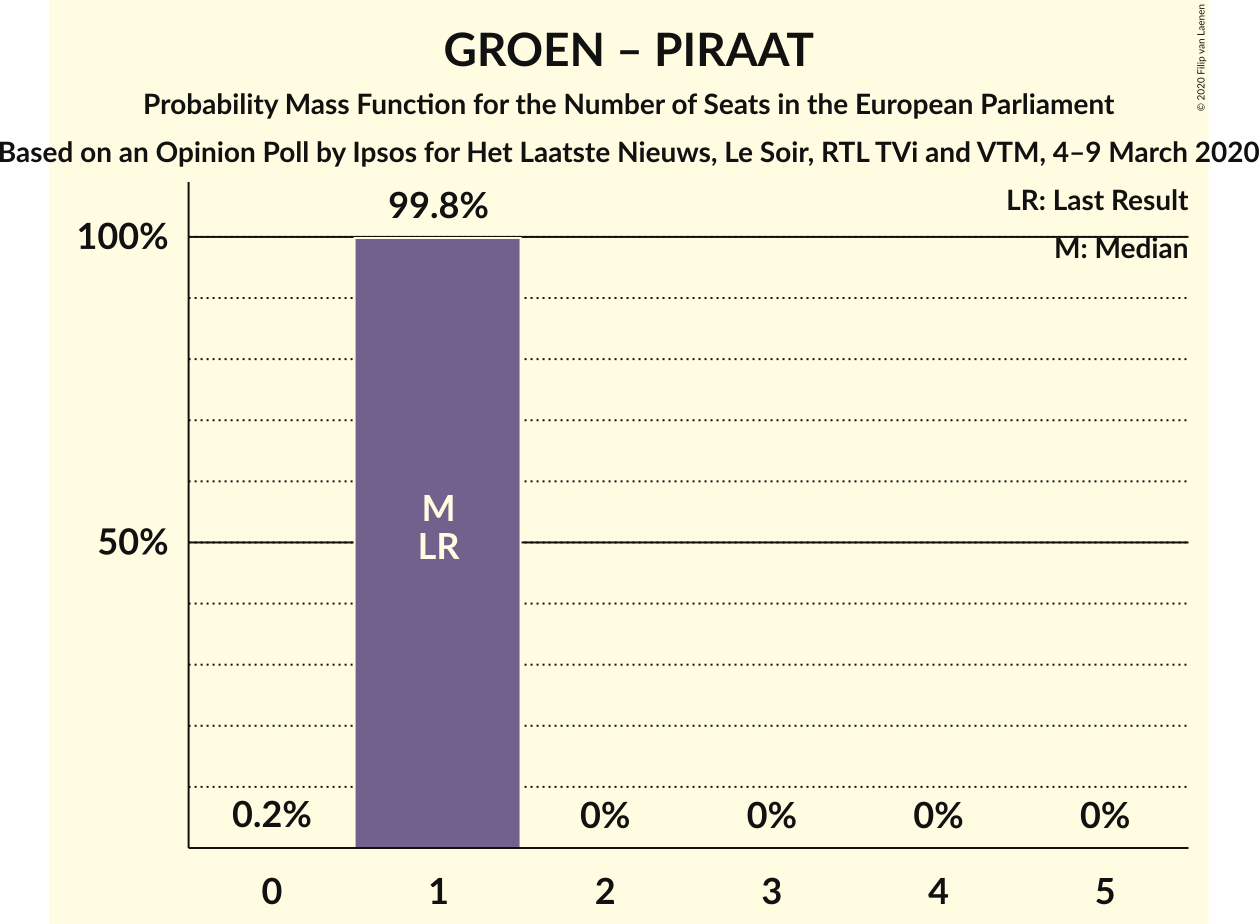 GROEN – PIRAAT
Probability Mass Function for the Number of Seats in the European Parliament
Based on an Opinion Poll by Ipsos for Het Laatste Nieuws, Le Soir, RTL TVi and VTM, 4–9 March 2020
© 2020 Filip van Laenen
LR: Last Result
M: Median
99.8%
100%
50%
M
LR
0.2%
0%
0%
0%
0%
0
1
2
3
4
5